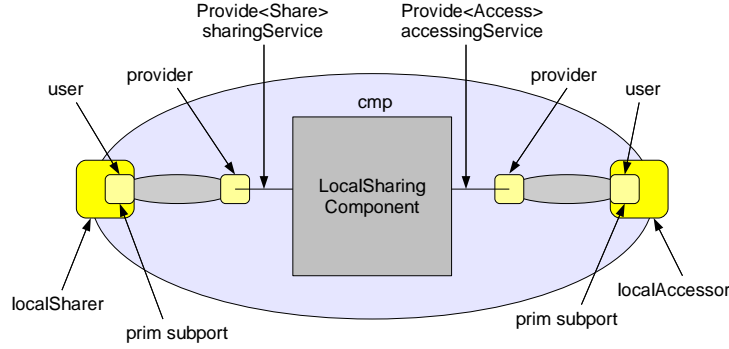 Provide<Share>
sharingService
Provide<Access>
accessingService
user
provider
cmp
provider
user
LocalSharing
Component
localSharer
prim subport
prim subport
localAccessor